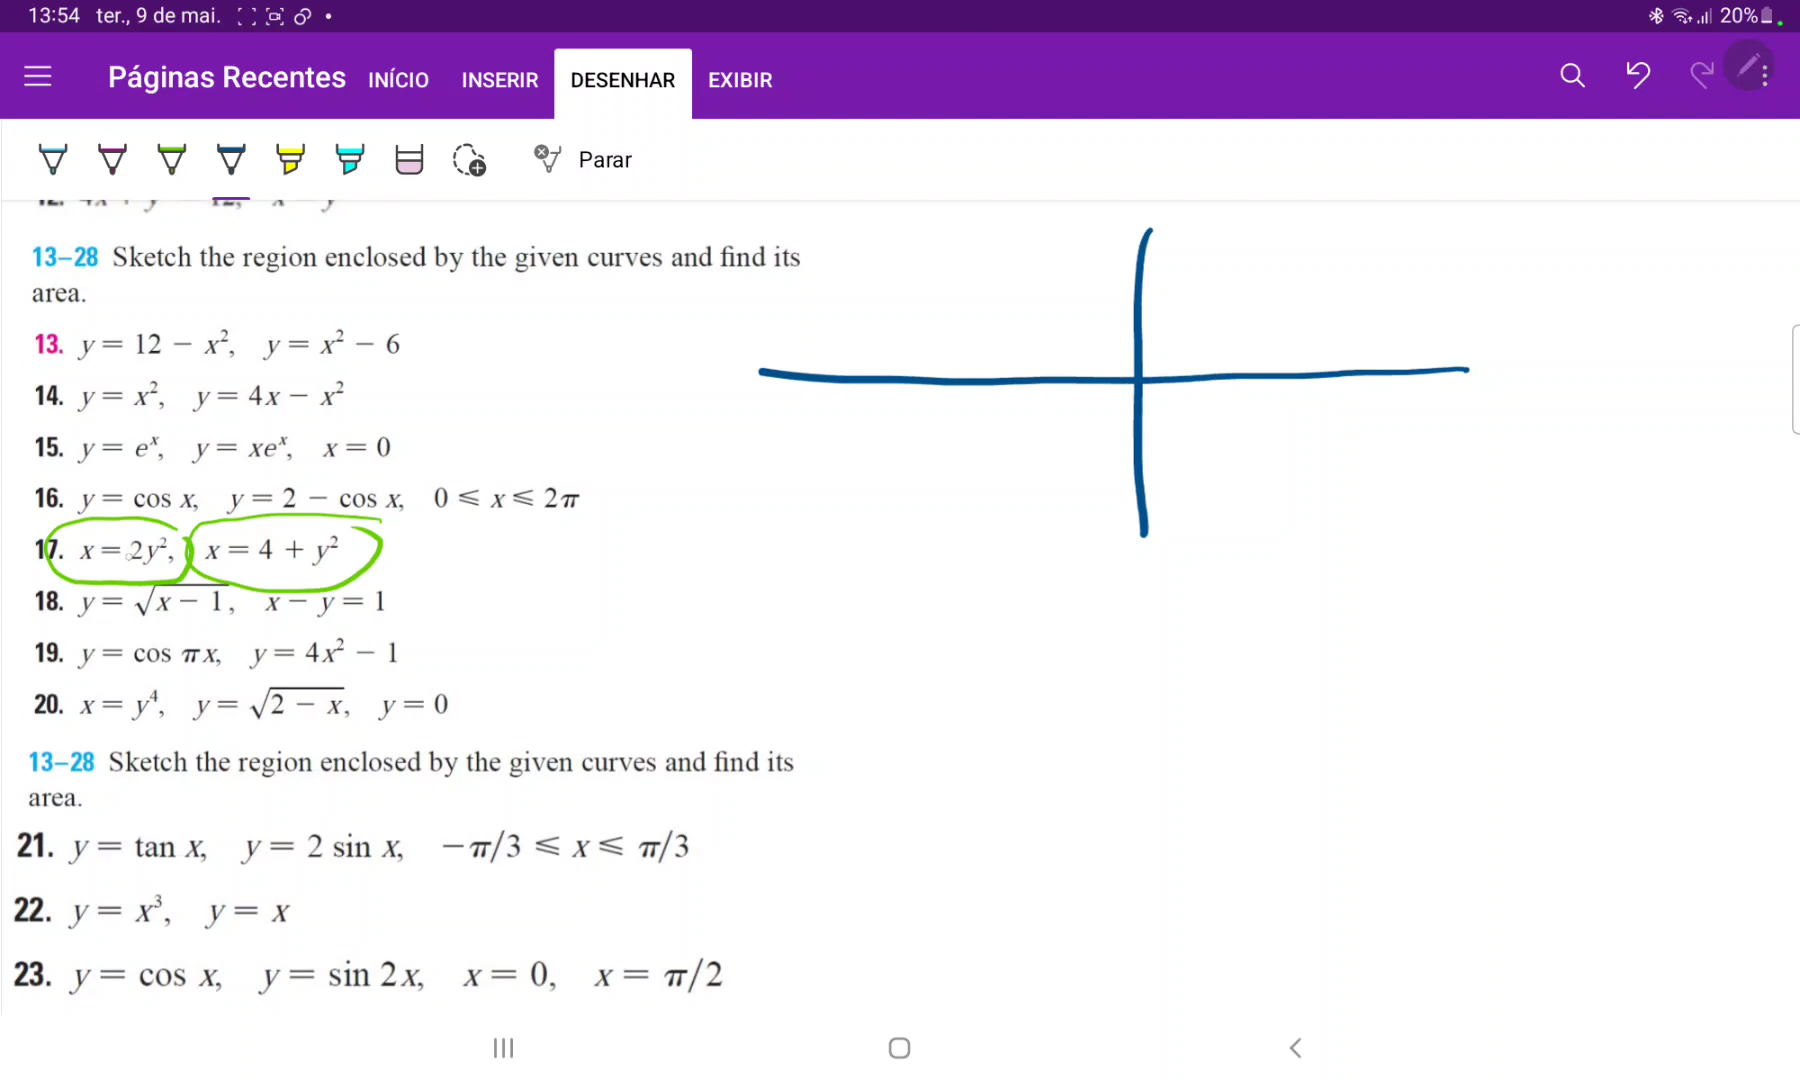 13:54 ter., 9 de mai. 20%
Páginas Recentes INÍCIO INSERIR DESENHAR EXIBIR
Parar
13–28 Sketch the region enclosed by the given curves and find its
area.
13. y = 12 − x², y = x² − 6
14. y = x², y = 4x − x²
15. y = eˣ, y = xeˣ, x = 0
16. y = cos x, y = 2 − cos x, 0 ⩽ x ⩽ 2π
17. x = 2y², x = 4 + y²
18. y = √(x − 1), x − y = 1
19. y = cos πx, y = 4x² − 1
20. x = y⁴, y = √(2 − x), y = 0
13–28 Sketch the region enclosed by the given curves and find its
area.
21. y = tan x, y = 2 sin x, −π/3 ⩽ x ⩽ π/3
22. y = x³, y = x
23. y = cos x, y = sin 2x, x = 0, x = π/2